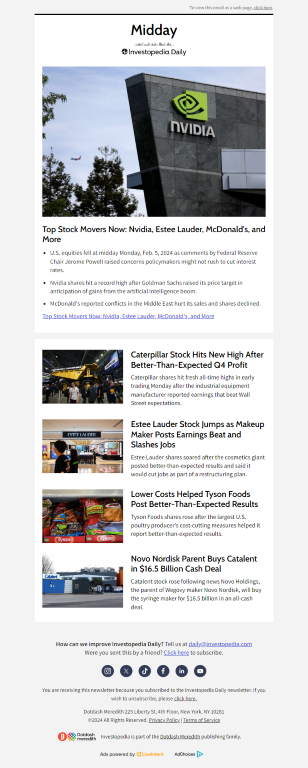 To view this email as a web page, click here.
Midday
Investopedia Daily
NVIDIA
Top Stock Movers Now: Nvidia, Estee Lauder, McDonald's, and
More
U.S. equities fell at midday Monday, Feb. 5, 2024 as comments by Federal Reserve
Chair Jerome Powell raised concerns policymakers might not rush to cut interest
rates.
Nvidia shares hit a record high after Goldman Sachs raised its price target in
anticipation of gains from the artificial intelligence boom.
McDonald's reported conflicts in the Middle East hurt its sales and shares declined.
Top Stock Movers Now: Nvidia, Estee Lauder, McDonald's, and More
Caterpillar Stock Hits New High After
Better-Than-Expected Q4 Profit
Caterpillar shares hit fresh all-time highs in early
trading Monday after the industrial equipment
manufacturer reported earnings that beat Wall
Street expectations.
ESTEE LAUDER
Estee Lauder Stock Jumps as Makeup
Maker Posts Earnings Beat and
Slashes Jobs
Estee Lauder shares soared after the cosmetics giant
posted better-than-expected results and said it
would cut jobs as part of a restructuring plan.
Tyson
Lower Costs Helped Tyson Foods
Post Better-Than-Expected Results
Tyson Foods shares rose after the largest U.S.
poultry producer's cost-cutting measures helped it
report better-than-expected results.
Catalent
Novo Nordisk Parent Buys Catalent
in $16.5 Billion Cash Deal
Catalent stock rose following news Novo Holdings,
the parent of Wegovy maker Novo Nordisk, will buy
the syringe maker for $16.5 billion in an all-cash
deal.
How can we improve Investopedia Daily? Tell us at daily@investopedia.com
Were you sent this by a friend? Click here to subscribe.
You are receiving this newsletter because you subscribed to the Investopedia Daily newsletter. If you
wish to unsubscribe, please click here.
Dotdash Meredith 225 Liberty St, 4th Floor, New York, NY 10281
©2024 All Rights Reserved. Privacy Policy | Terms of Service
Dotdash
meredith
Investopedia is part of the Dotdash Meredith publishing family.
Ads powered by LiveIntent
AdChoices